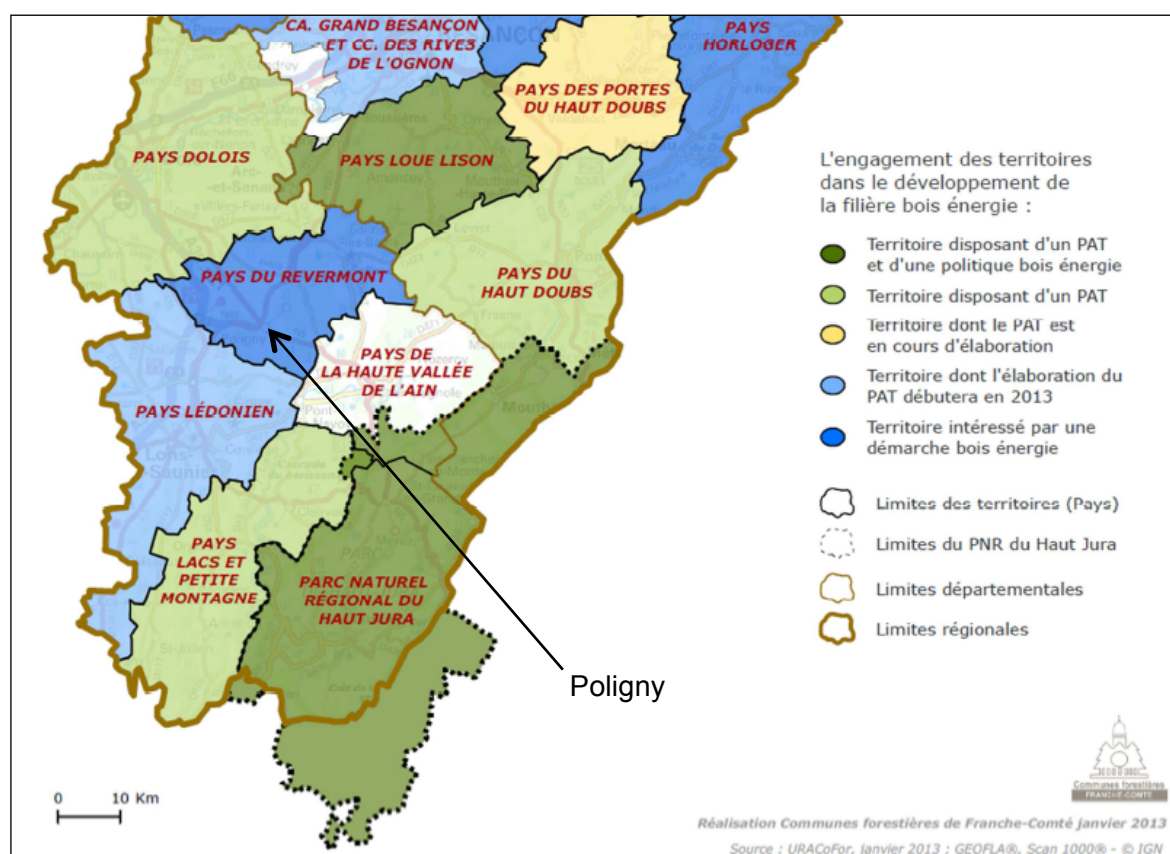 CA. GRAND BESANÇON
ET CC. DES RIVES
DE L'OGNON
PAYS
HORLOGER
PAYS DES PORTES
DU HAUT DOUBS
PAYS DOLOIS
PAYS LOUE LISON
PAYS DU REVERMONT
PAYS DU
HAUT DOUBS
PAYS DE
LA HAUTE VALLÉE
DE L'AIN
PAYS LÉDONIEN
PAYS
LACS ET
PETITE
MONTAGNE
PARC NATUREL
RÉGIONAL DU
HAUT JURA
Poligny
0 10 Km
L'engagement des territoires
dans le développement de
la filière bois énergie :
Territoire disposant d'un PAT
et d'une politique bois énergie
Territoire disposant d'un PAT
Territoire dont le PAT est
en cours d'élaboration
Territoire dont l'élaboration du
PAT débutera en 2013
Territoire intéressé par une
démarche bois énergie
Limites des territoires (Pays)
Limites du PNR du Haut Jura
Limites départementales
Limites régionales
Communes forestières
FRANCHE-COMTÉ
Réalisation Communes forestières de Franche-Comté janvier 2013
Source : URACoFor, janvier 2013 ; GEOFLA®, Scan 1000® - © IGN